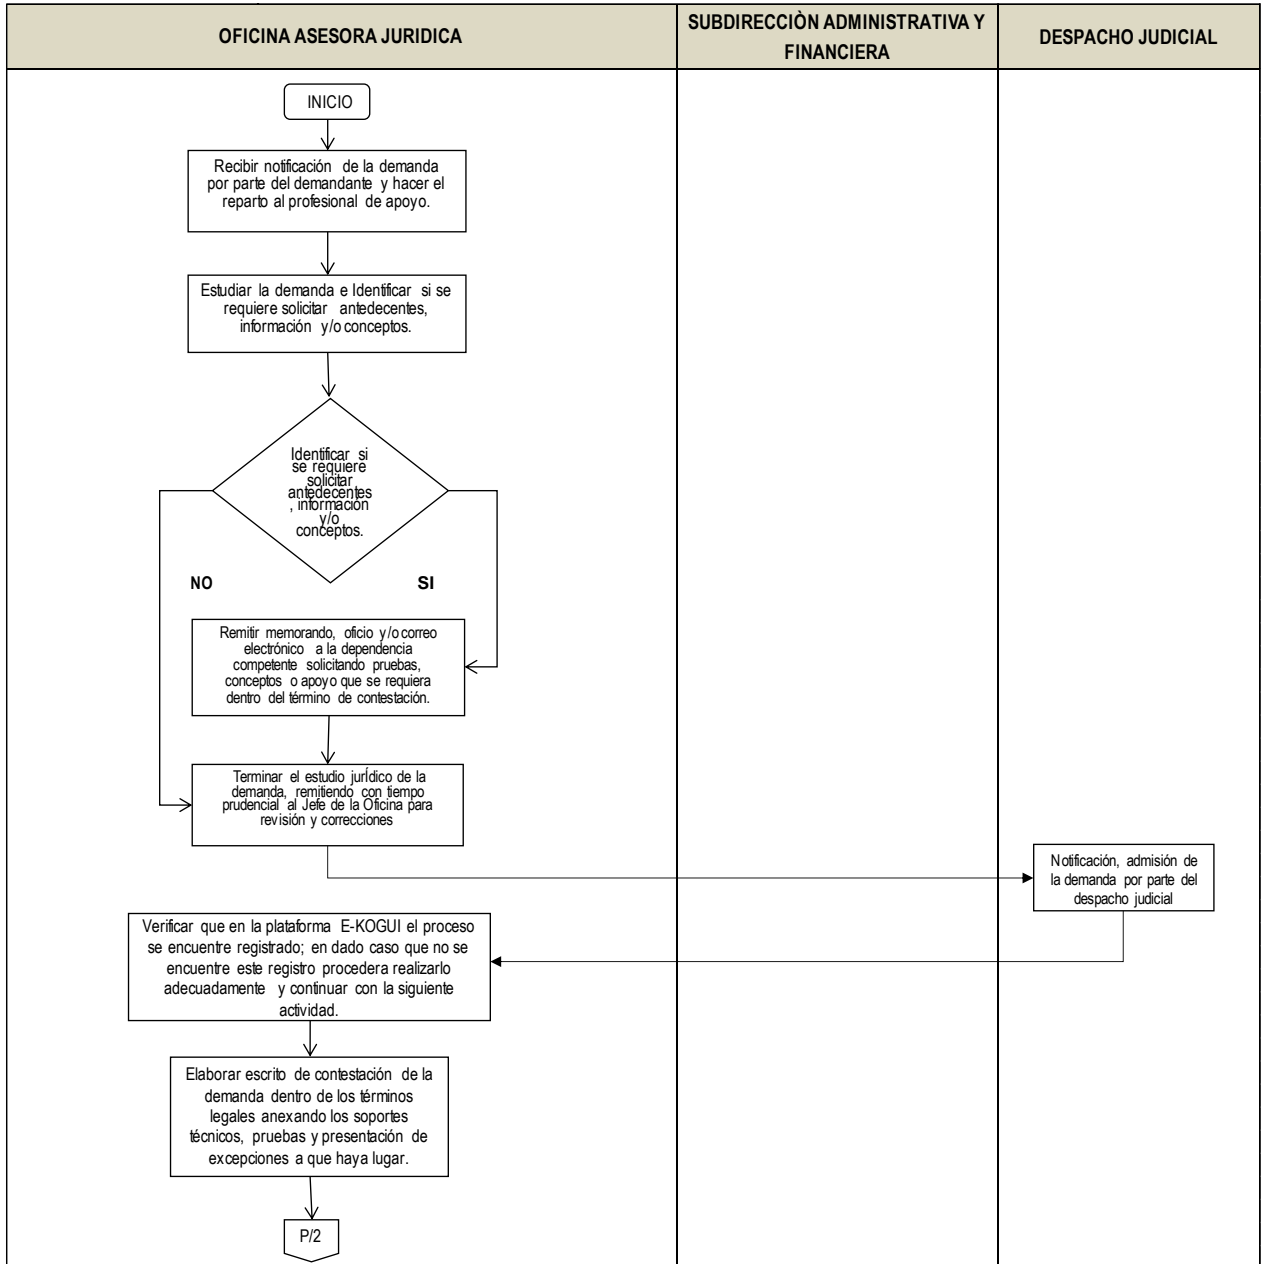 OFICINA ASESORA JURIDICA
SUBDIRECCIÒN ADMINISTRATIVA Y
FINANCIERA
DESPACHO JUDICIAL
INICIO
Recibir notificación de la demanda
por parte del demandante y hacer el
reparto al profesional de apoyo.
Estudiar la demanda e Identificar si se
requiere solicitar antedecentes,
información y/o conceptos.
Identificar si
se requiere
solicitar
antedecentes
, información
y/o
conceptos.
NO
SI
Remitir memorando, oficio y/o correo
electrónico a la dependencia
competente solicitando pruebas,
conceptos o apoyo que se requiera
dentro del término de contestación.
Terminar el estudio jurÍdico de la
demanda, remitiendo con tiempo
prudencial al Jefe de la Oficina para
revisión y correcciones
Notificación, admisión de
la demanda por parte del
despacho judicial
Verificar que en la plataforma E-KOGUI el proceso
se encuentre registrado; en dado caso que no se
encuentre este registro procedera realizarlo
adecuadamente y continuar con la siguiente
actividad.
Elaborar escrito de contestación de la
demanda dentro de los términos
legales anexando los soportes
técnicos, pruebas y presentación de
excepciones a que haya lugar.
P/2